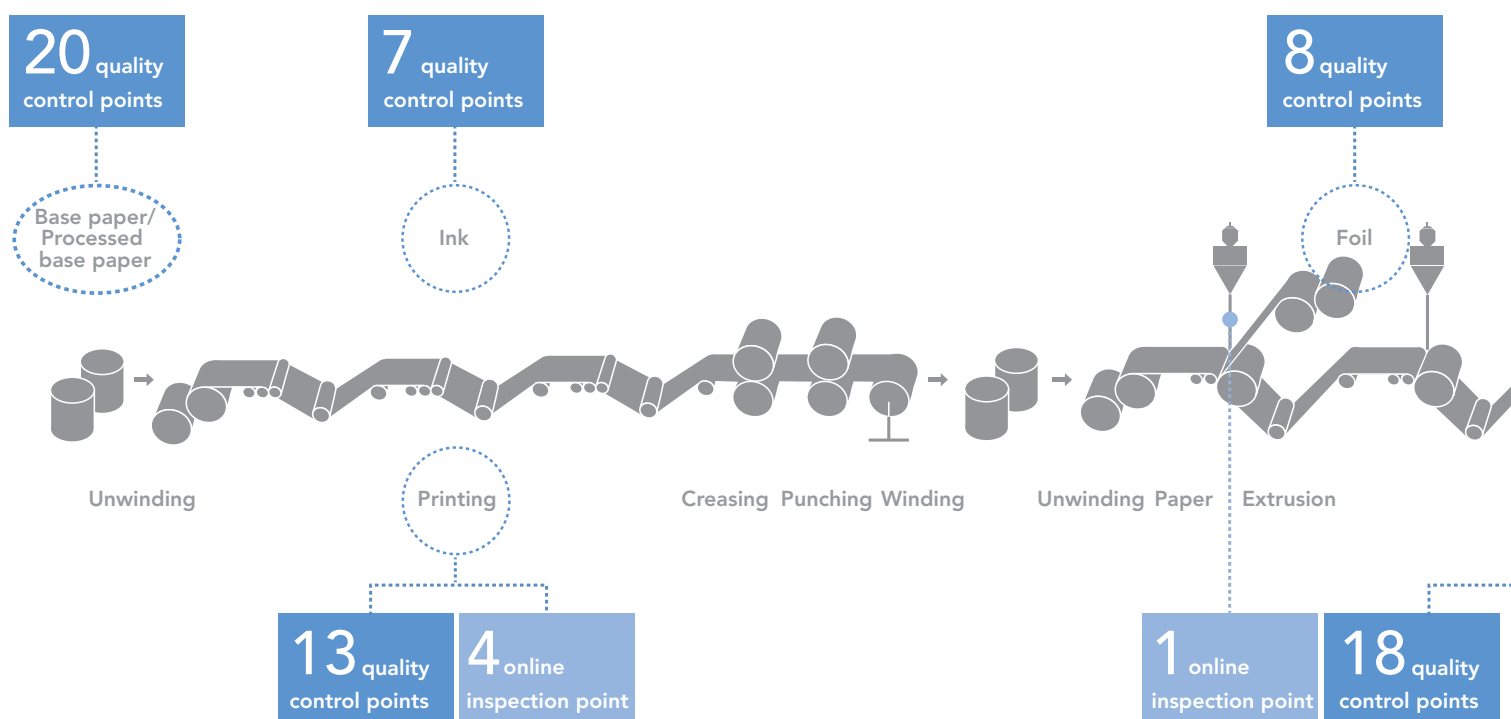 20 quality
control points
7 quality
control points
8 quality
control points
Base paper/
Processed
base paper
Ink
Foil
Unwinding
Printing
Creasing Punching Winding
Unwinding Paper Extrusion
13 quality
control points
4 online
inspection point
1 online
inspection point
18 quality
control points